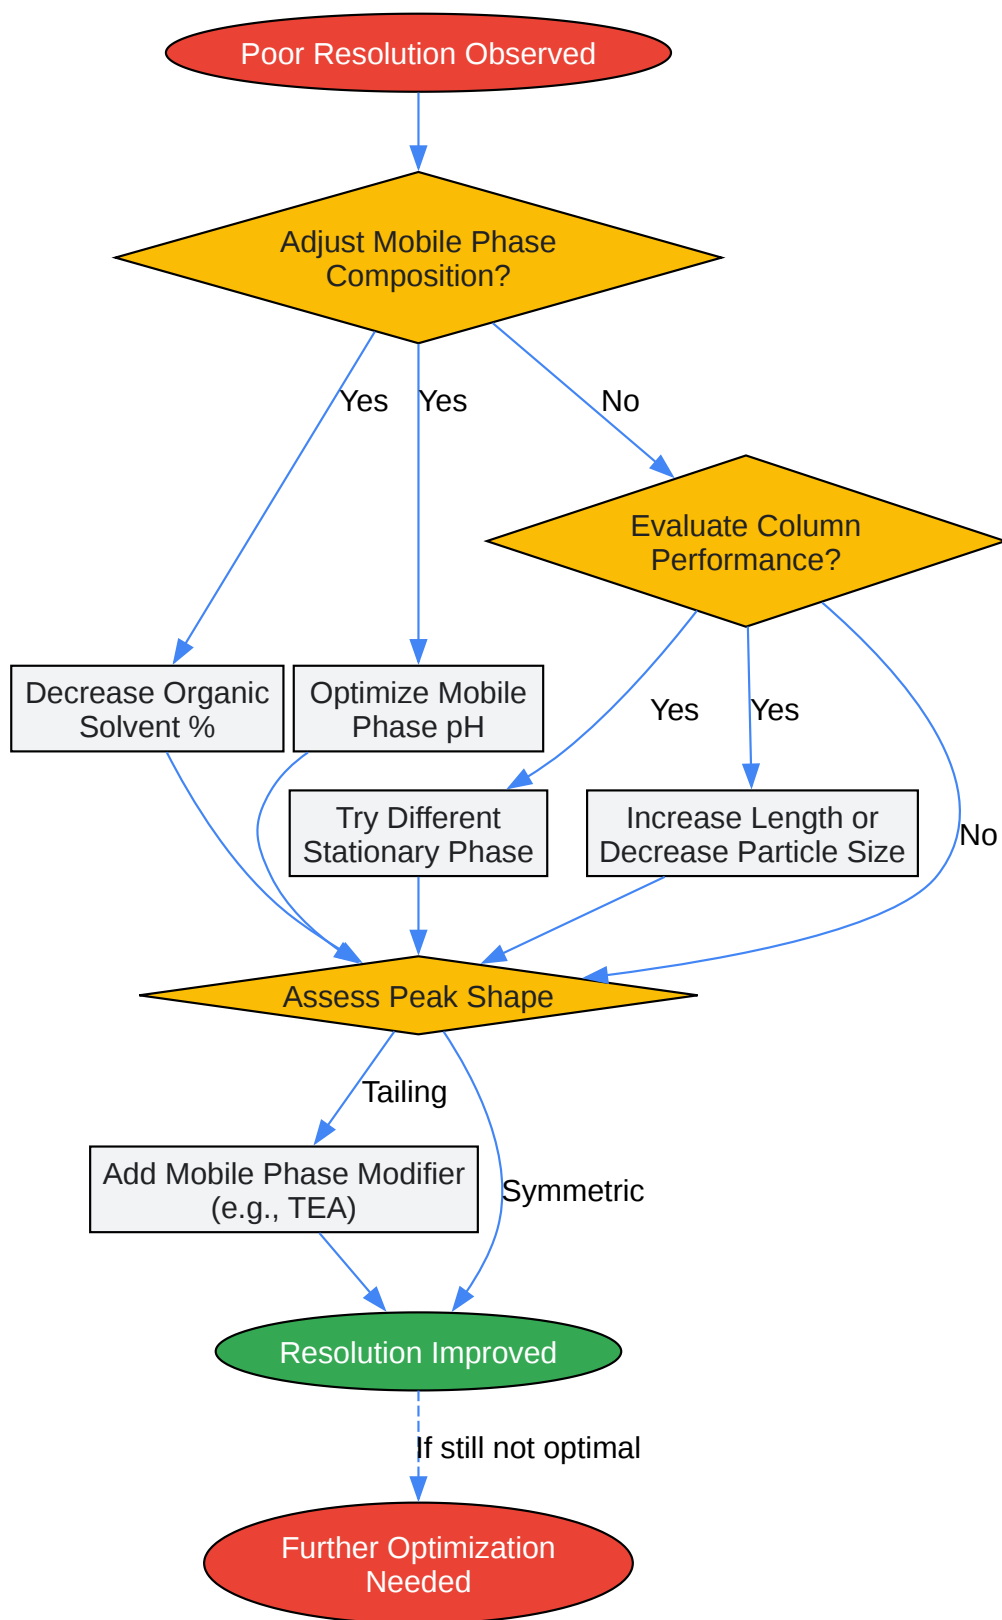 Poor Resolution Observed
Adjust Mobile Phase
Composition?
Yes
Yes
No
Evaluate Column
Performance?
Decrease Organic
Solvent %
Optimize Mobile
Phase pH
Yes
Yes
No
Try Different
Stationary Phase
Increase Length or
Decrease Particle Size
Assess Peak Shape
Tailing
Symmetric
Add Mobile Phase Modifier
(e.g., TEA)
Resolution Improved
If still not optimal
Further Optimization
Needed